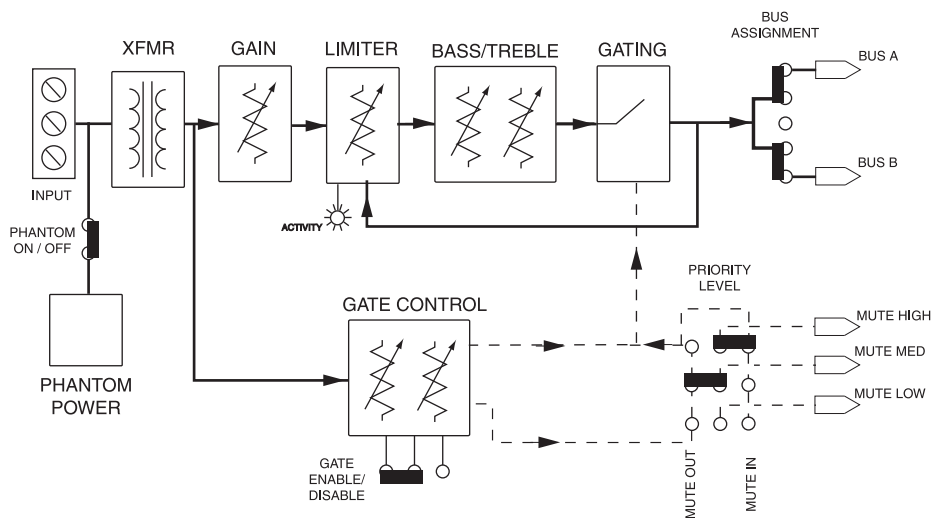 BUS
ASSIGNMENT
XFMR
GAIN
LIMITER
BASS/TREBLE
GATING
BUS A
BUS B
INPUT
ACTIVITY
PHANTOM
ON / OFF
PRIORITY
LEVEL
GATE CONTROL
MUTE HIGH
MUTE MED
MUTE LOW
PHANTOM
POWER
GATE
ENABLE/
DISABLE
MUTE OUT
MUTE IN